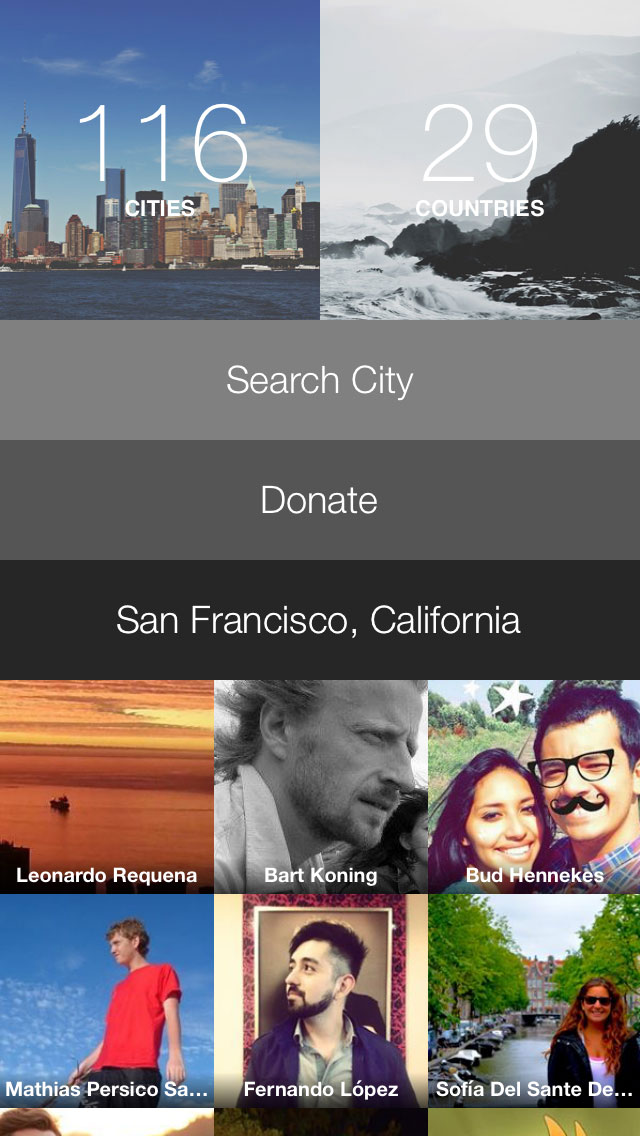 116
CITIES
29
COUNTRIES
Search City
Donate
San Francisco, California
Leonardo Requena
Bart Koning
Bud Hennekes
Mathias Persico Sa...
Fernando López
Sofía Del Sante De...